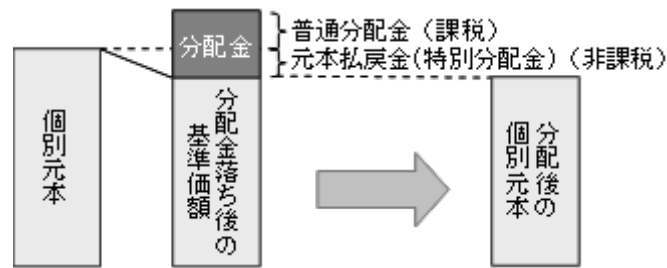 分配金
普通分配金（課税）
元本払戻金(特別分配金)（非課税）
個別元本
分配金落ち後の
基準価額
分配後の
個別元本